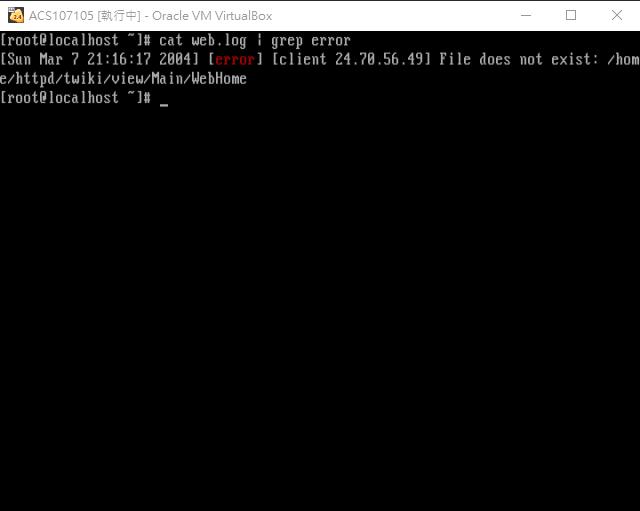 ACS107105 [執行中] - Oracle VM VirtualBox
[root@localhost ~]# cat web.log | grep error
[Sun Mar 7 21:16:17 2004] [error] [client 24.70.56.49] File does not exist: /hom
e/httpd/twiki/view/Main/WebHome
[root@localhost ~]# _